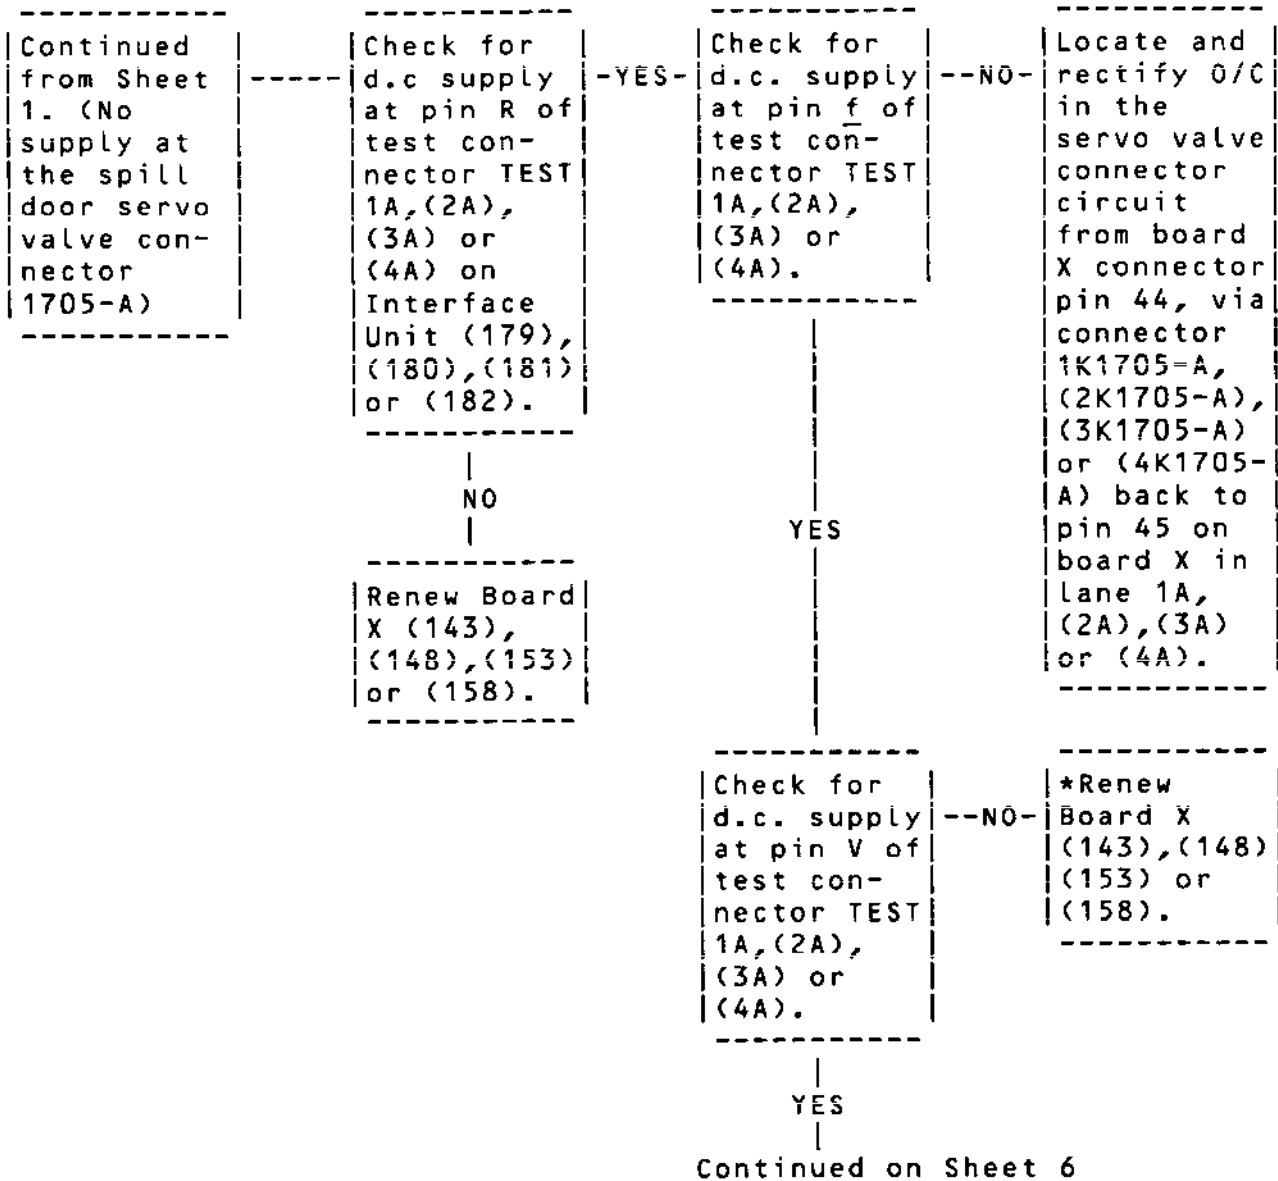 Continued
from Sheet
1. (No
supply at
the spill
door servo
valve con-
nector
1705-A)
Check for
d.c supply
at pin R of
test con-
nector TEST
1A,(2A),
(3A) or
(4A) on
Interface
Unit (179),
(180),(181)
or (182).
YES
Check for
d.c. supply
at pin f of
test con-
nector TEST
1A,(2A),
(3A) or
(4A).
NO
Locate and
rectify O/C
in the
servo valve
connector
circuit
from board
X connector
pin 44, via
connector
1K1705-A,
(2K1705-A),
(3K1705-A)
or (4K1705-
A) back to
pin 45 on
board X in
lane 1A,
(2A),(3A)
or (4A).
NO
Renew Board
X (143),
(148),(153)
or (158).
YES
Check for
d.c. supply
at pin V of
test con-
nector TEST
1A,(2A),
(3A) or
(4A).
NO
*Renew
Board X
(143),(148)
(153) or
(158).
YES
Continued on Sheet 6